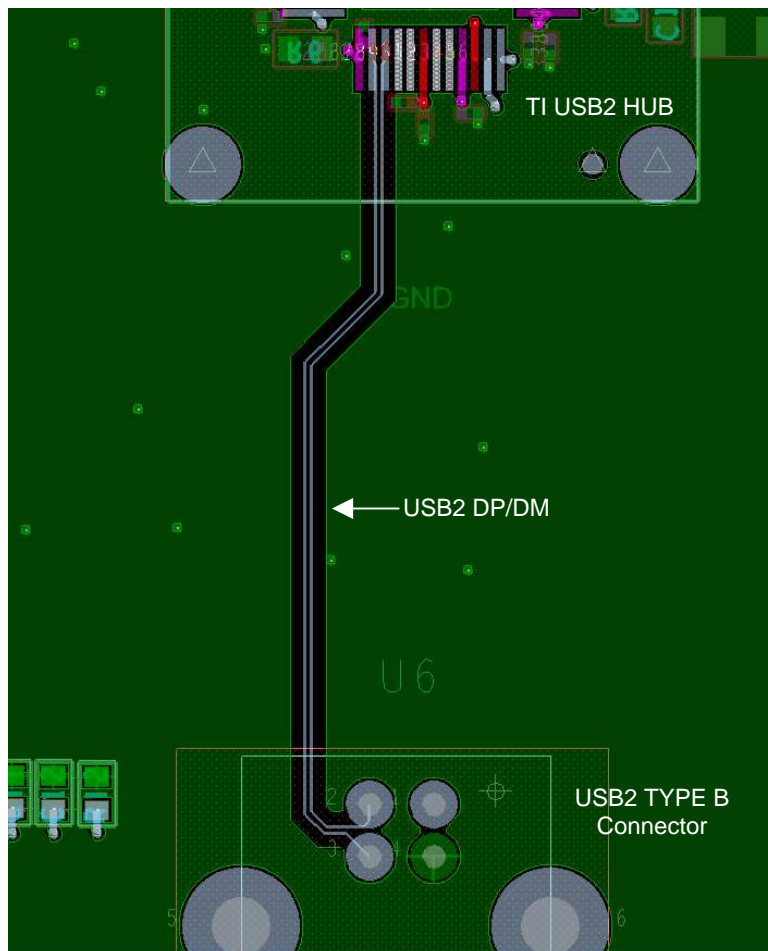 TI USB2 HUB
GND
USB2 DP/DM
U6
USB2 TYPE B
Connector
2
1
3
4
5
6